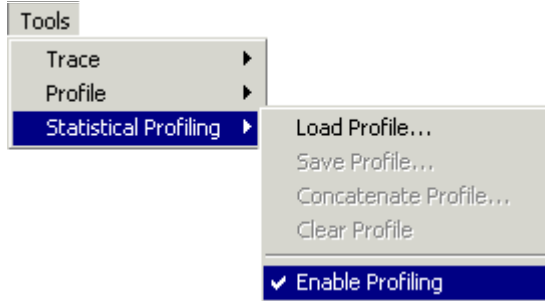 Tools
Trace
Profile
Statistical Profiling
Load Profile...
Save Profile...
Concatenate Profile...
Clear Profile
Enable Profiling